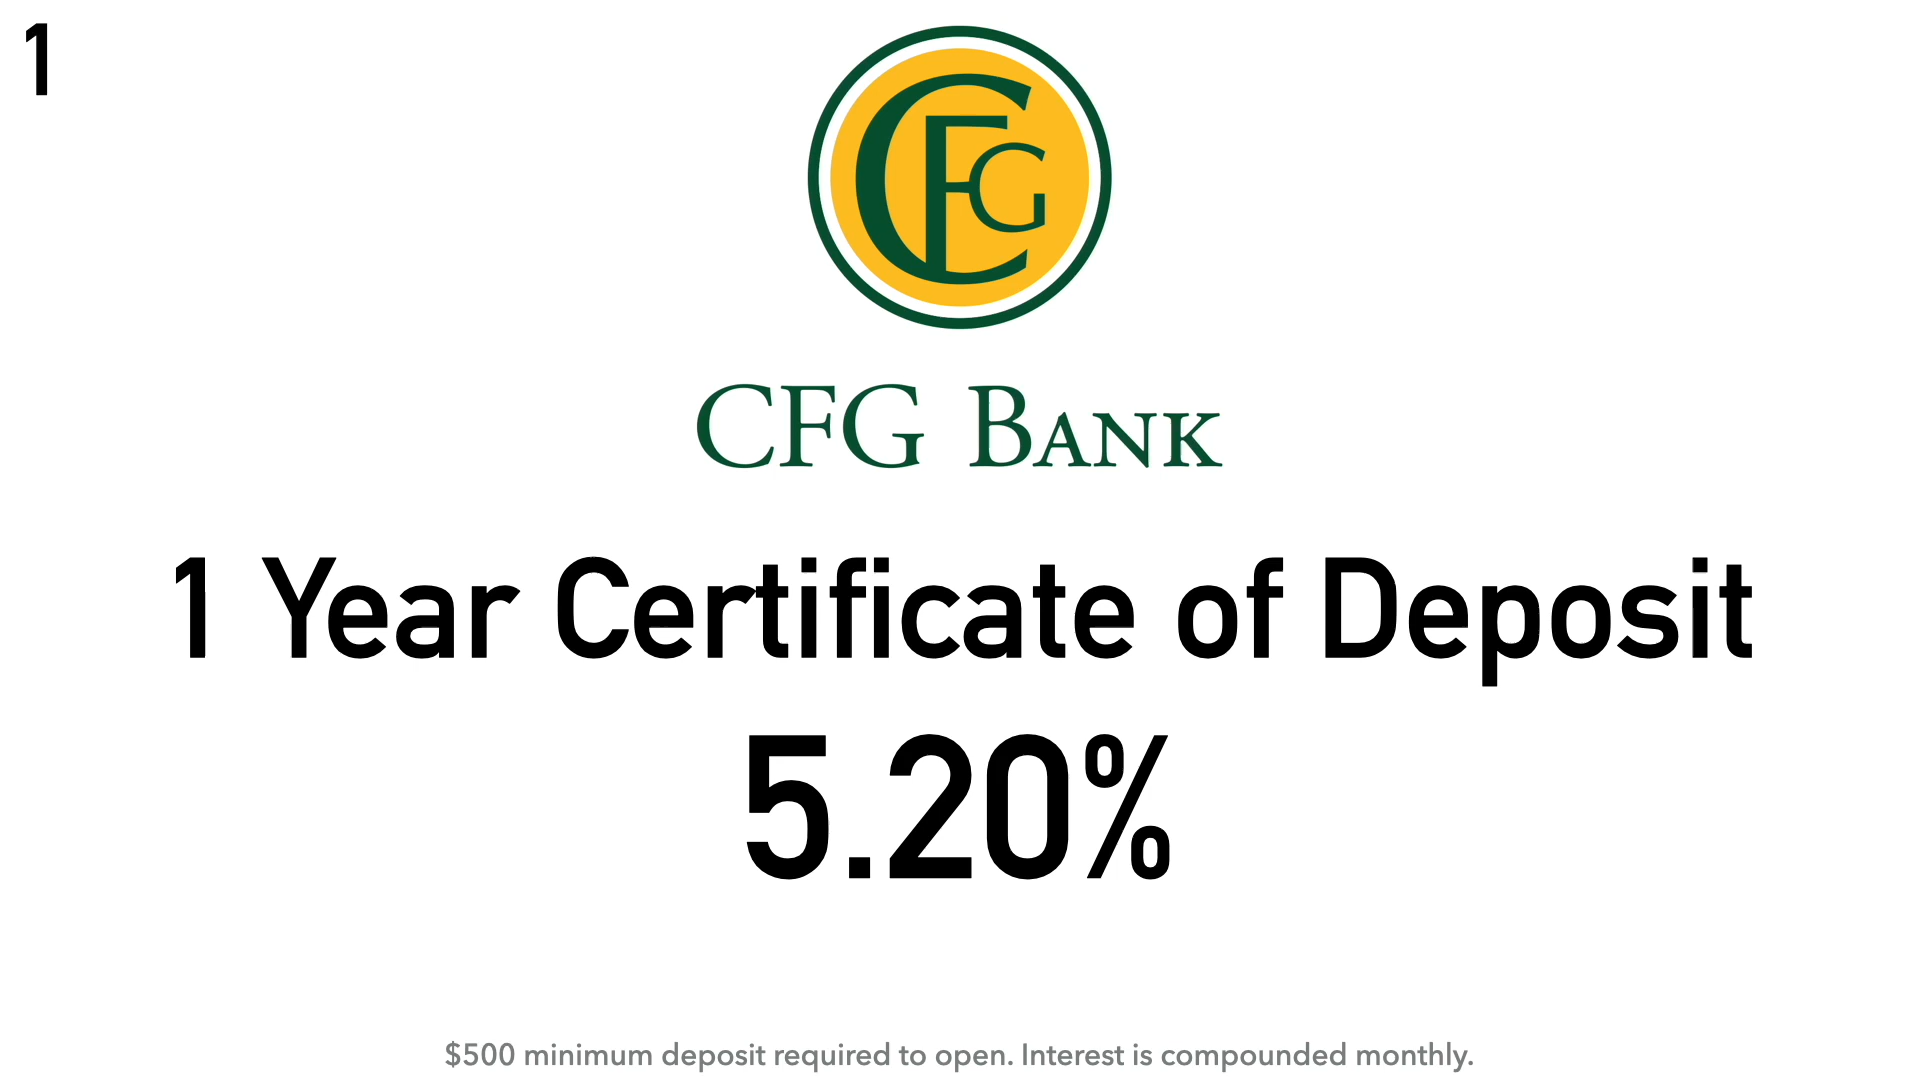 1
CFG
CFG BANK
1 Year Certificate of Deposit
5.20%
$500 minimum deposit required to open. Interest is compounded monthly.